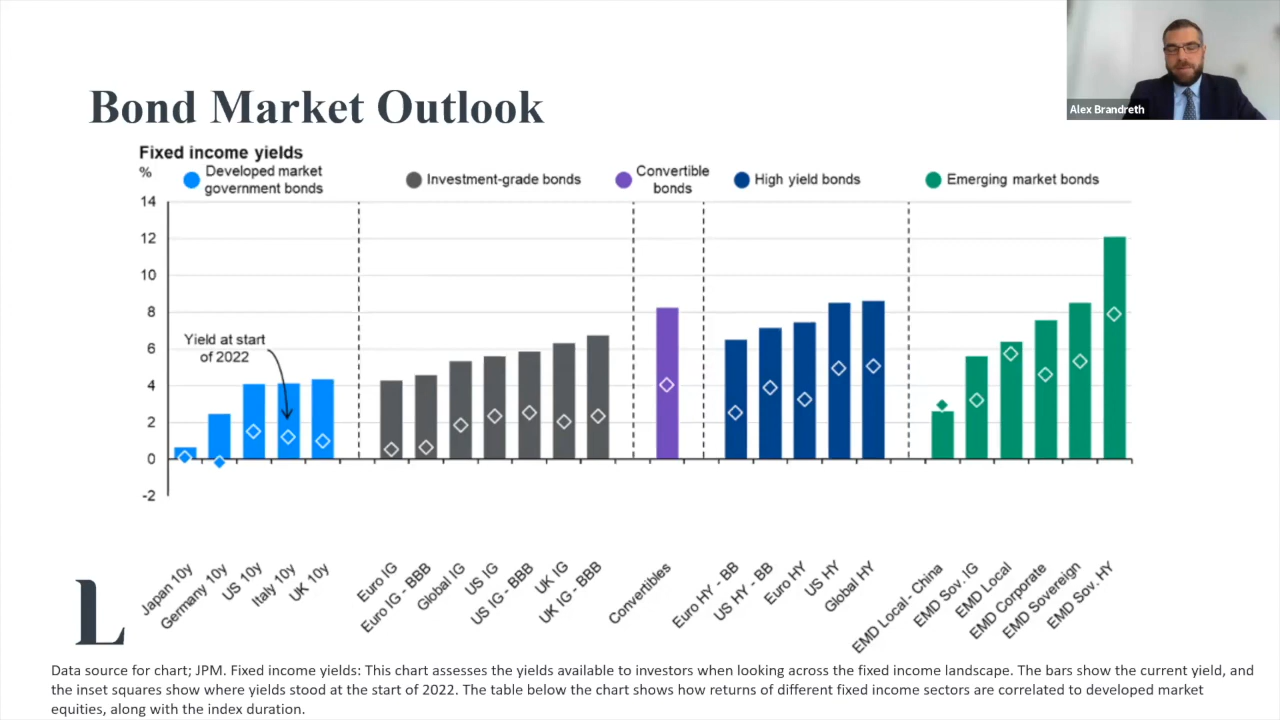 Alex Brandreth
Bond Market Outlook
Fixed income yields
%
Developed market
government bonds
Investment-grade bonds
Convertible
bonds
High yield bonds
Emerging market bonds
14
12
10
8
6
4
2
0
-2
Yield at start
of 2022
Japan 10y
Germany 10y
US 10y
Italy 10y
UK 10y
Euro IG
Euro IG - BBB
Global IG
US IG
US IG - BBB
UK IG
UK IG - BBB
Convertibles
Euro HY - BB
US HY - BB
Euro HY
US HY
Global HY
EMD Local - China
EMD Sov. IG
EMD Local
EMD Corporate
EMD Sovereign
EMD Sov. HY
L
Data source for chart; JPM. Fixed income yields: This chart assesses the yields available to investors when looking across the fixed income landscape. The bars show the current yield, and
the inset squares show where yields stood at the start of 2022. The table below the chart shows how returns of different fixed income sectors are correlated to developed market
equities, along with the index duration.